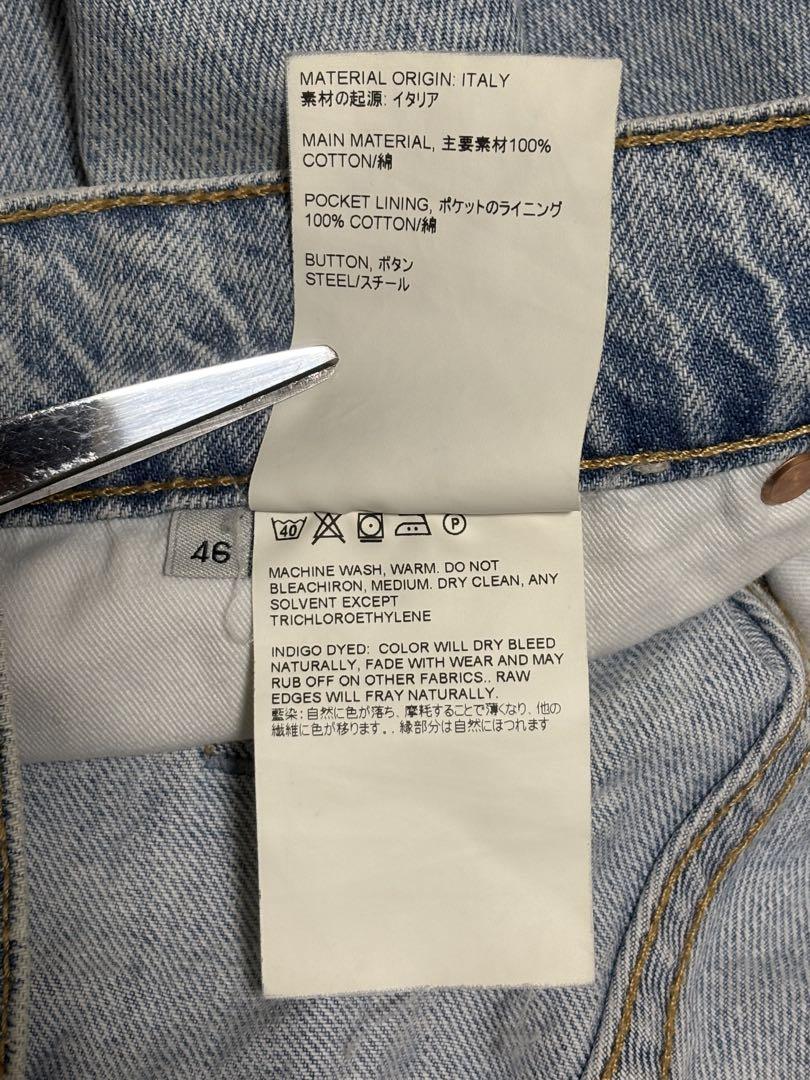 MATERIAL ORIGIN: ITALY
素材の起源: イタリア
MAIN MATERIAL, 主要素材100%
COTTON/綿
POCKET LINING, ポケットのライニング
100% COTTON/綿
BUTTON, ボタン
STEEL/スチール
40 P
46
MACHINE WASH, WARM. DO NOT
BLEACHIRON, MEDIUM. DRY CLEAN, ANY
SOLVENT EXCEPT
TRICHLOROETHYLENE
INDIGO DYED: COLOR WILL DRY BLEED
NATURALLY, FADE WITH WEAR AND MAY
RUB OFF ON OTHER FABRICS.. RAW
EDGES WILL FRAY NATURALLY.
藍染: 自然に色が落ち、摩耗することで薄くなり、他の
繊維に色が移ります。. 縁部分は自然にほつれます